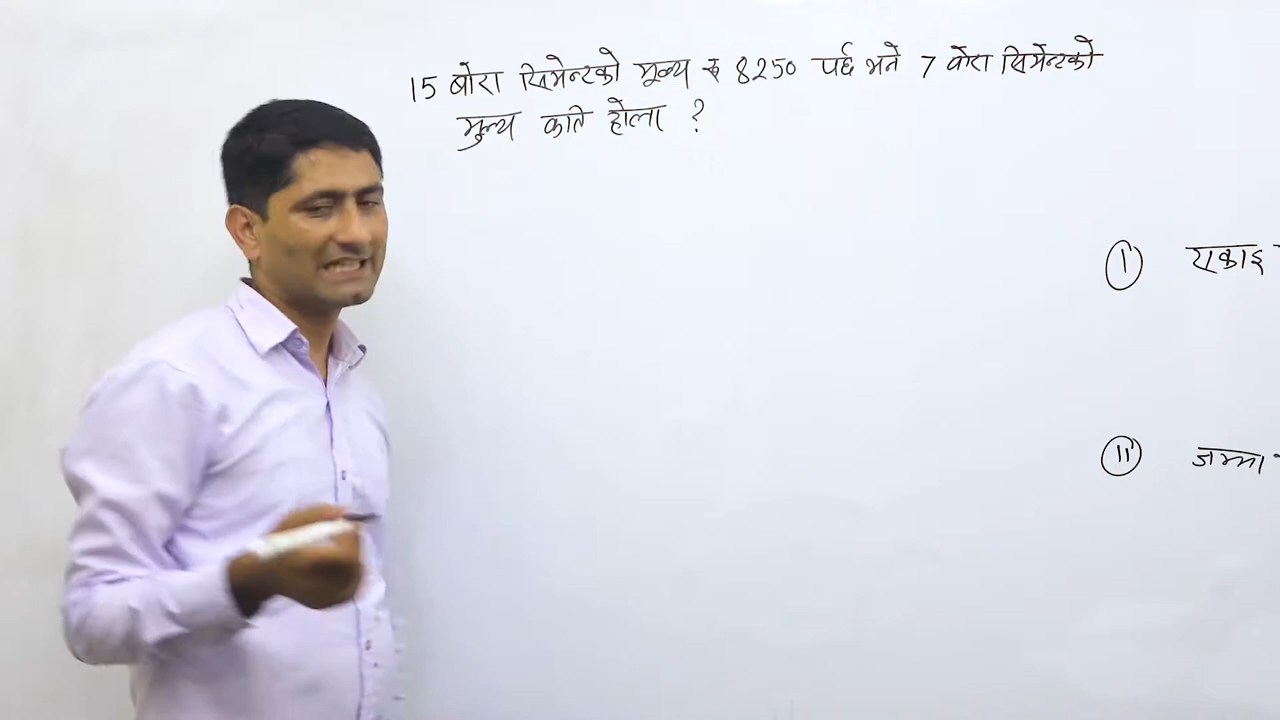 15 बोरा सिमेन्टको मूल्य रु 8250 पर्छ भने 7 बोरा सिमेन्टको
मुल्य कति होला ?
I एकाइ
II जम्मा